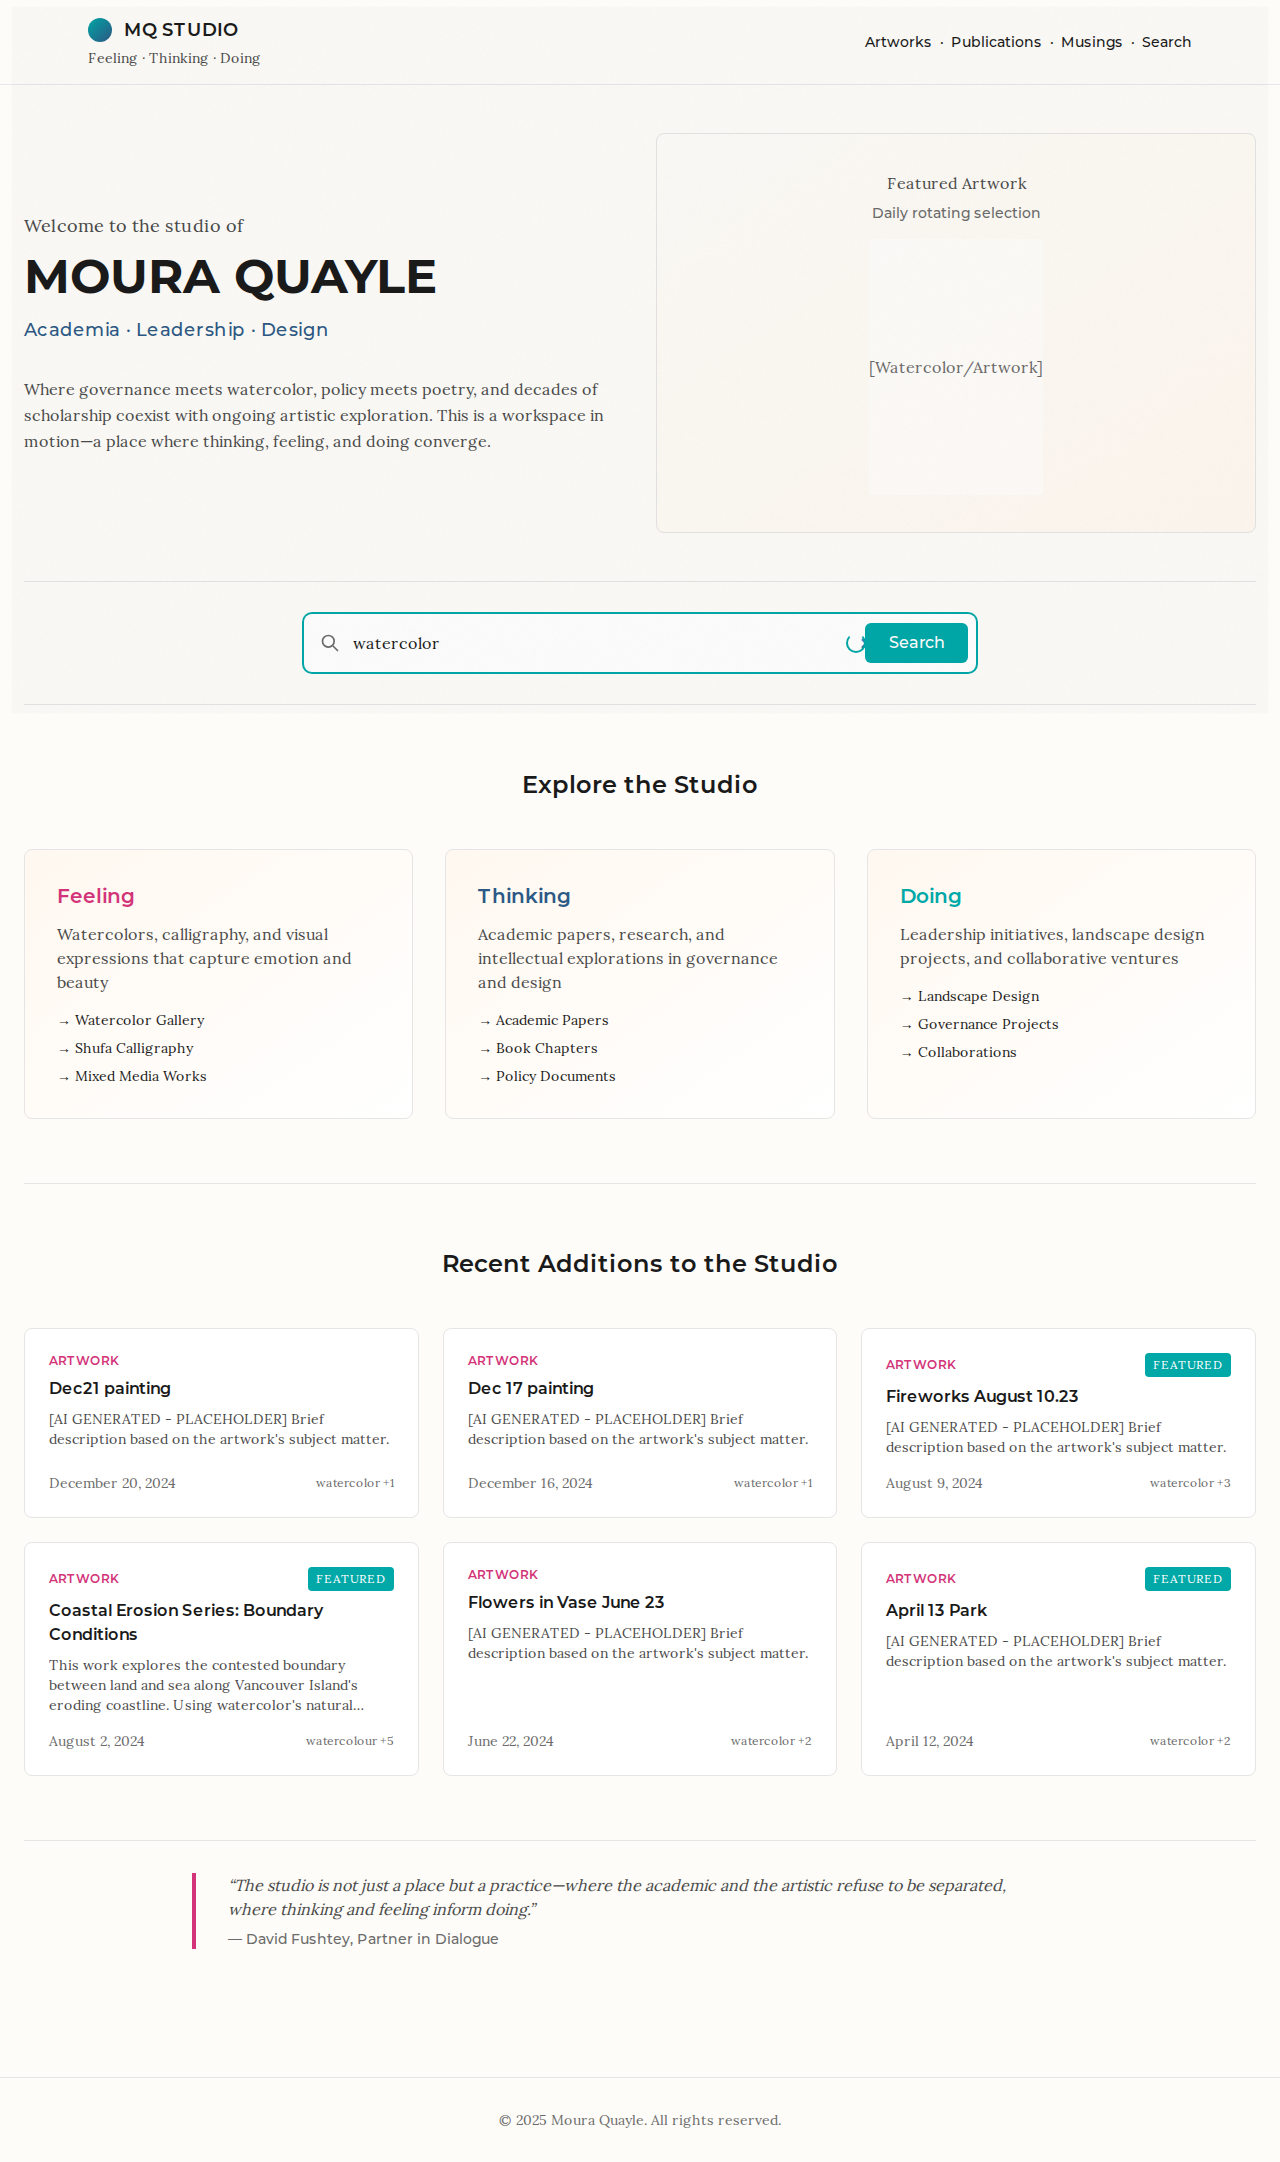 MQ STUDIO
Feeling · Thinking · Doing
Artworks · Publications · Musings · Search
Welcome to the studio of
MOURA QUAYLE
Academia · Leadership · Design
Where governance meets watercolor, policy meets poetry, and decades of
scholarship coexist with ongoing artistic exploration. This is a workspace in
motion—a place where thinking, feeling, and doing converge.
Featured Artwork
Daily rotating selection
[Watercolor/Artwork]
watercolor
Search
Explore the Studio
Feeling
Watercolors, calligraphy, and visual
expressions that capture emotion and
beauty
→ Watercolor Gallery
→ Shufa Calligraphy
→ Mixed Media Works
Thinking
Academic papers, research, and
intellectual explorations in governance
and design
→ Academic Papers
→ Book Chapters
→ Policy Documents
Doing
Leadership initiatives, landscape design
projects, and collaborative ventures
→ Landscape Design
→ Governance Projects
→ Collaborations
Recent Additions to the Studio
ARTWORK
Dec21 painting
[AI GENERATED - PLACEHOLDER] Brief
description based on the artwork's subject matter.
December 20, 2024
watercolor +1
ARTWORK
Dec 17 painting
[AI GENERATED - PLACEHOLDER] Brief
description based on the artwork's subject matter.
December 16, 2024
watercolor +1
ARTWORK
FEATURED
Fireworks August 10.23
[AI GENERATED - PLACEHOLDER] Brief
description based on the artwork's subject matter.
August 9, 2024
watercolor +3
ARTWORK
FEATURED
Coastal Erosion Series: Boundary
Conditions
This work explores the contested boundary
between land and sea along Vancouver Island's
eroding coastline. Using watercolor's natural...
August 2, 2024
watercolour +5
ARTWORK
Flowers in Vase June 23
[AI GENERATED - PLACEHOLDER] Brief
description based on the artwork's subject matter.
June 22, 2024
watercolor +2
ARTWORK
FEATURED
April 13 Park
[AI GENERATED - PLACEHOLDER] Brief
description based on the artwork's subject matter.
April 12, 2024
watercolor +2
“The studio is not just a place but a practice—where the academic and the artistic refuse to be separated,
where thinking and feeling inform doing.”
— David Fushtey, Partner in Dialogue
© 2025 Moura Quayle. All rights reserved.